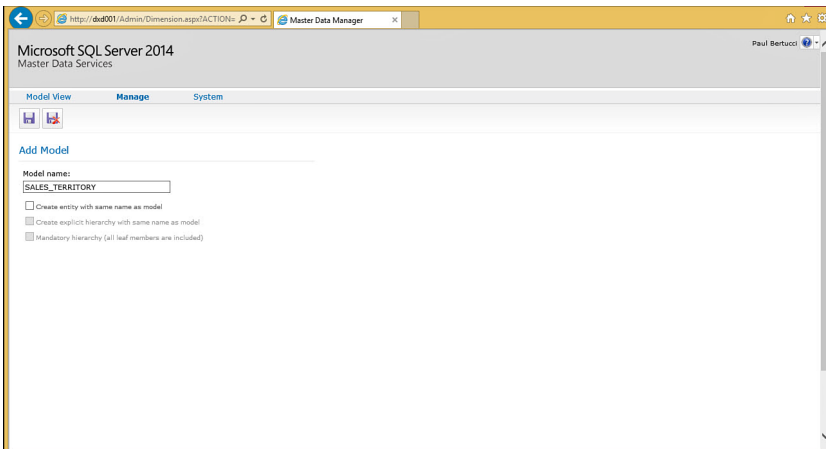 http://dxd001/Admin/Dimension.aspx?ACTION=
Master Data Manager
Microsoft SQL Server 2014
Master Data Services
Paul Bertucci
Model View Manage System
Add Model
Model name:
SALES_TERRITORY
Create entity with same name as model
Create explicit hierarchy with same name as model
Mandatory hierarchy (all leaf members are included)